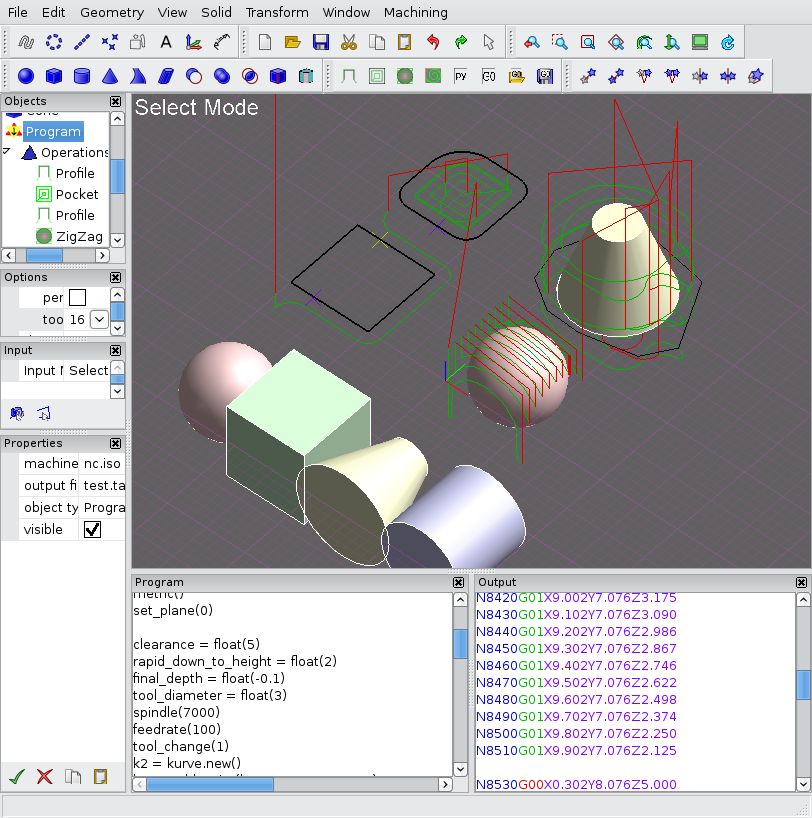 File Edit Geometry View Solid Transform Window Machining
A
PY G0 G0 G0
Objects
Program
Operations
Profile
Pocket
Profile
ZigZag
Options
per
too 16
Input
Input M Select
Properties
machine nc.iso
output fi test.ta
object ty Progra
visible
Select Mode
Program
metric()
set_plane(0)
clearance = float(5)
rapid_down_to_height = float(2)
final_depth = float(-0.1)
tool_diameter = float(3)
spindle(7000)
feedrate(100)
tool_change(1)
k2 = kurve.new()
Output
N8420G01X9.002Y7.076Z3.175
N8430G01X9.102Y7.076Z3.090
N8440G01X9.202Y7.076Z2.986
N8450G01X9.302Y7.076Z2.867
N8460G01X9.402Y7.076Z2.746
N8470G01X9.502Y7.076Z2.622
N8480G01X9.602Y7.076Z2.498
N8490G01X9.702Y7.076Z2.374
N8500G01X9.802Y7.076Z2.250
N8510G01X9.902Y7.076Z2.125
N8530G00X0.302Y8.076Z5.000